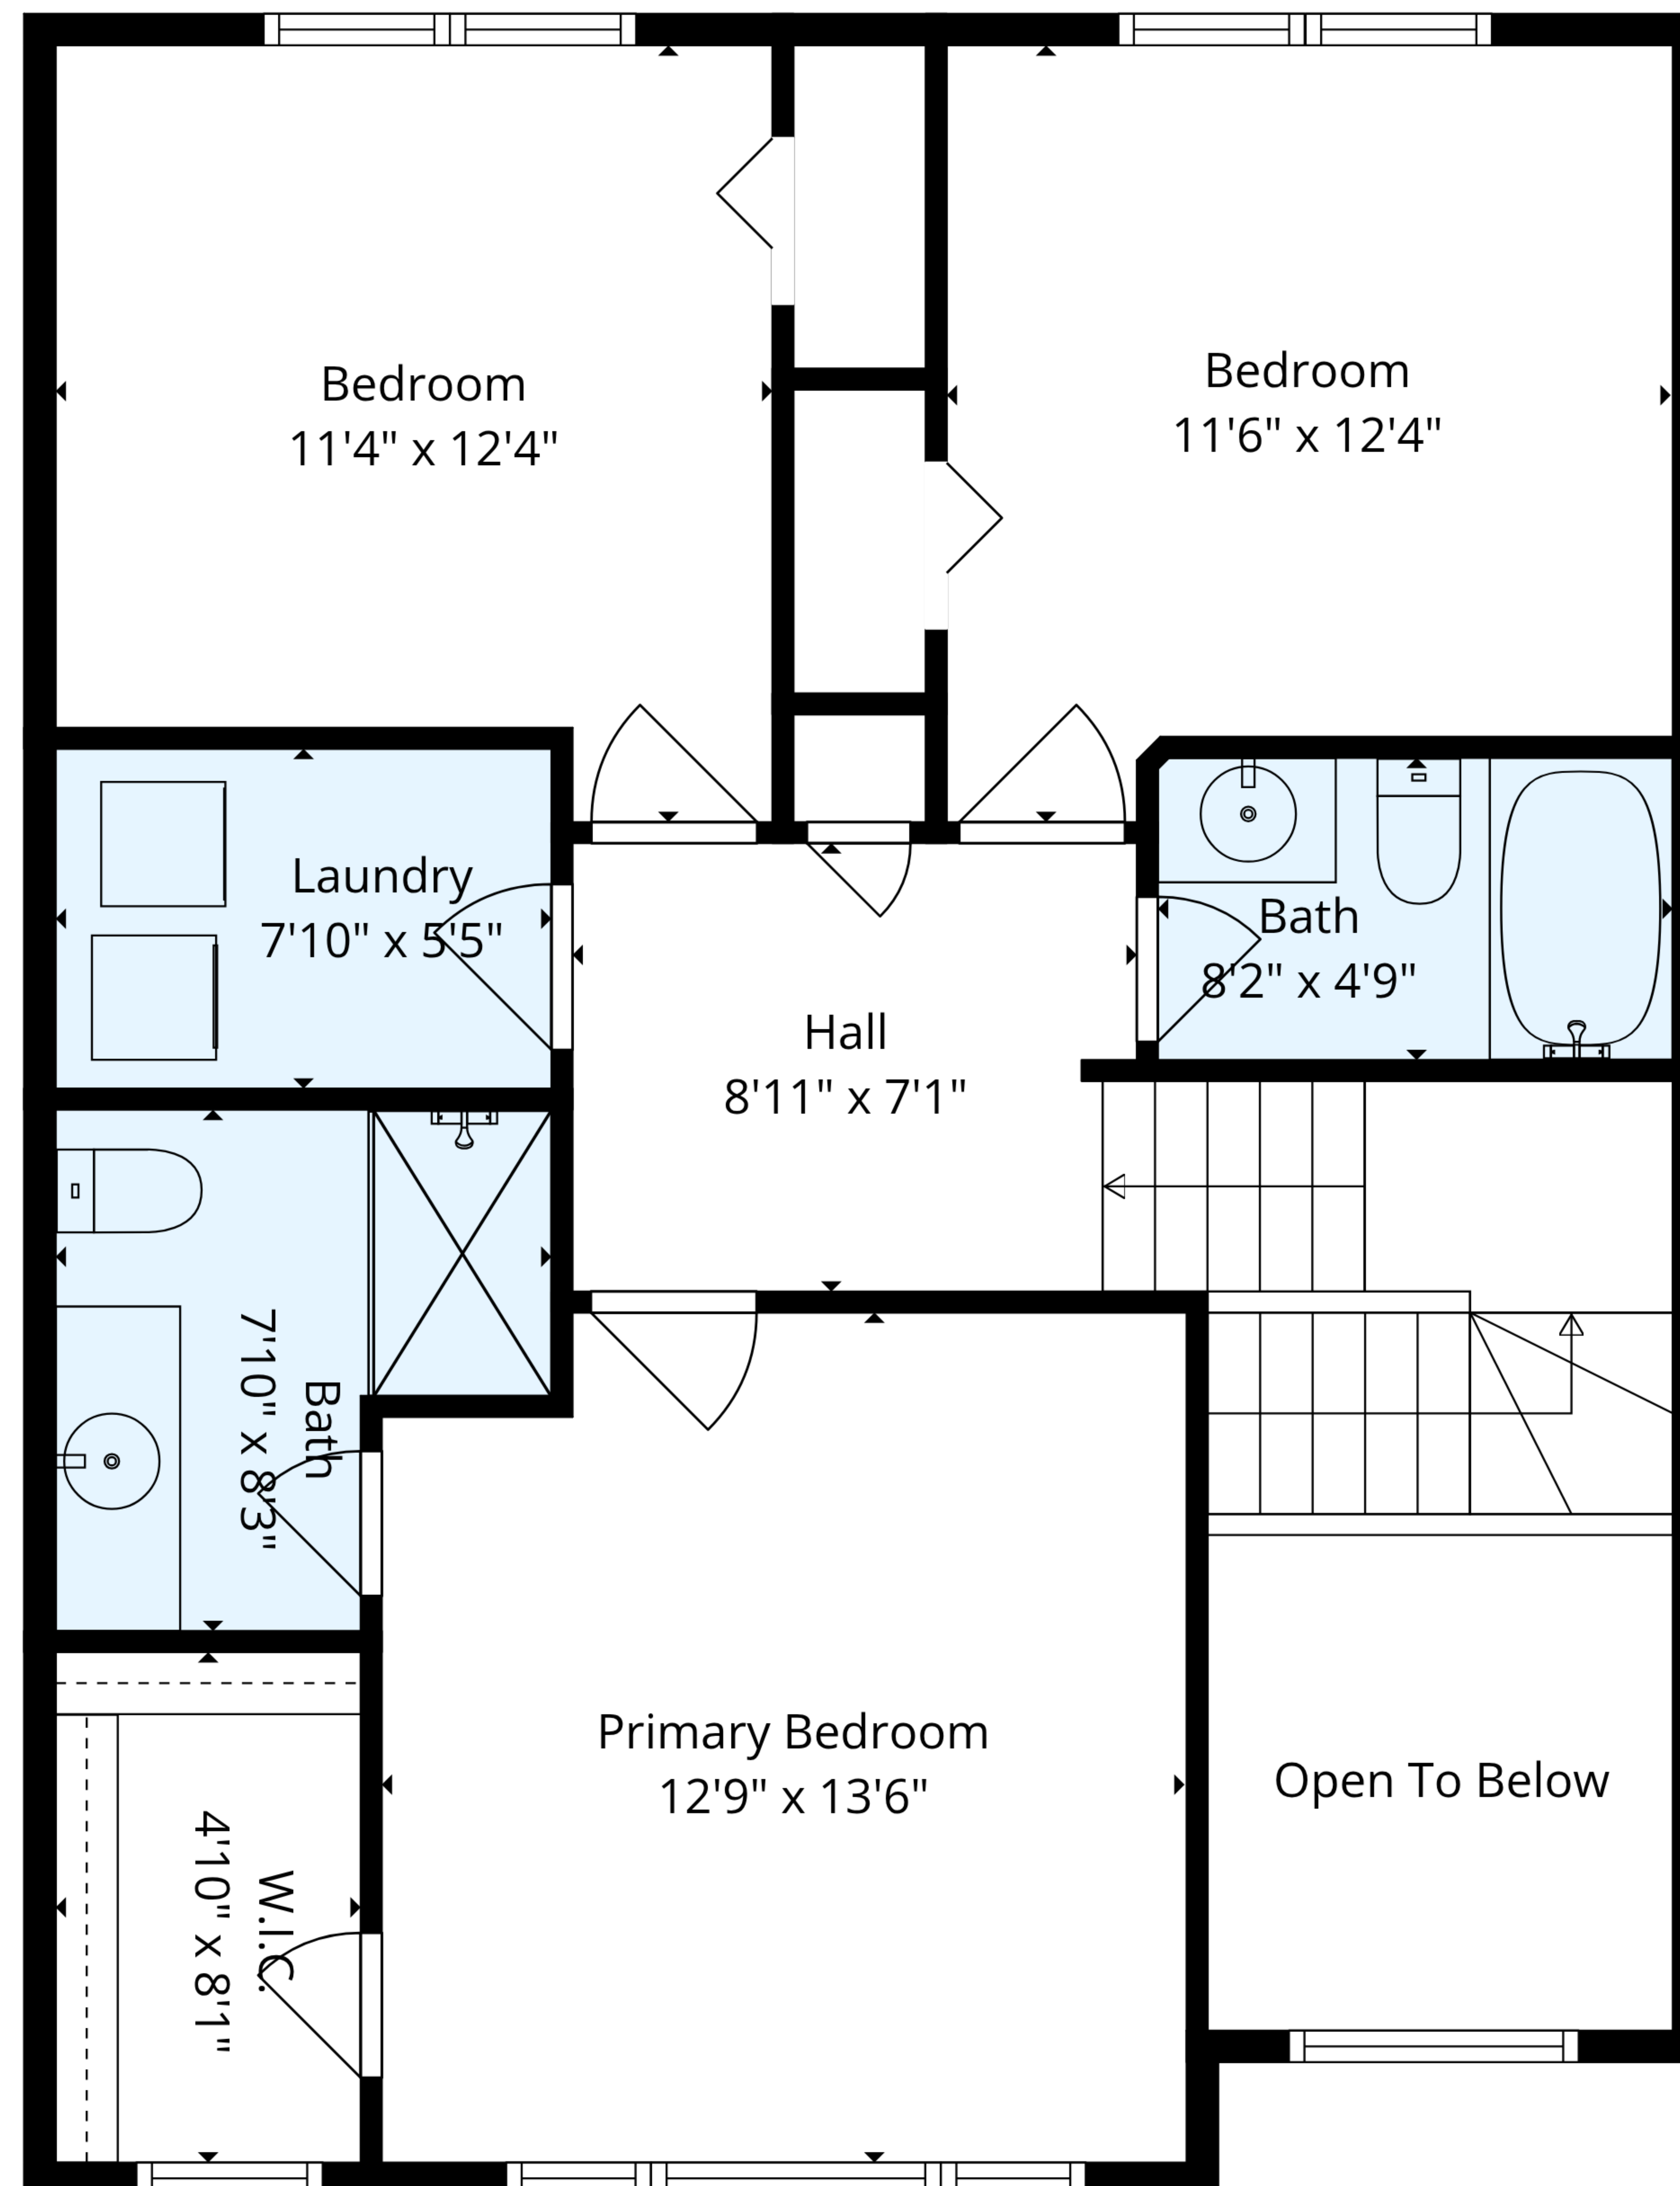 Bedroom
11'4" x 12'4"
Bedroom
11'6" x 12'4"
Laundry
7'10" x 5'5"
Bath
8'2" x 4'9"
Hall
8'11" x 7'1"
Bath
7'10" x 8'3"
Primary Bedroom
12'9" x 13'6"
Open To Below
W.I.C.
4'10" x 8'1"